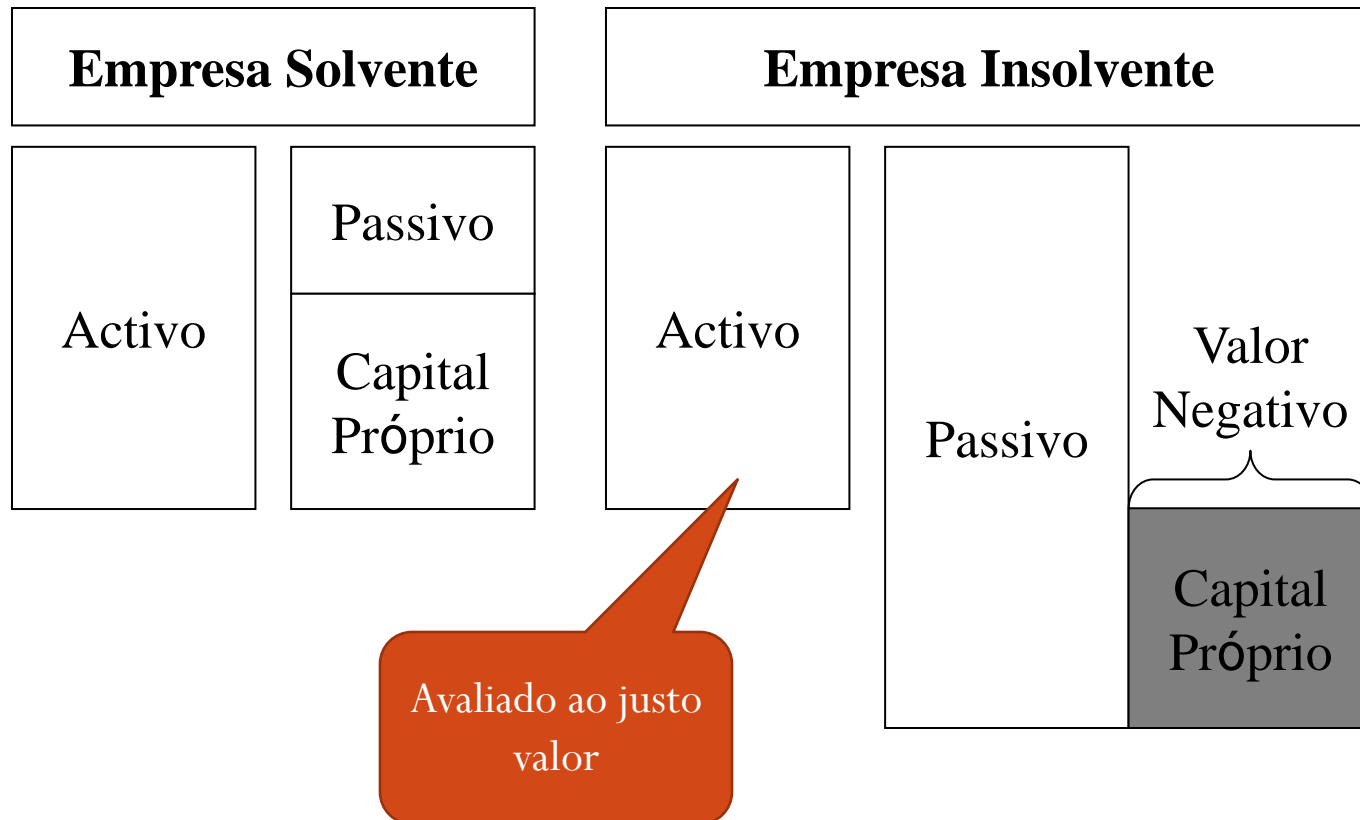 Empresa Solvente
Activo
Passivo
Capital
Próprio
Empresa Insolvente
Activo
Passivo
Valor
Negativo
Capital
Próprio
Avaliado ao justo
valor